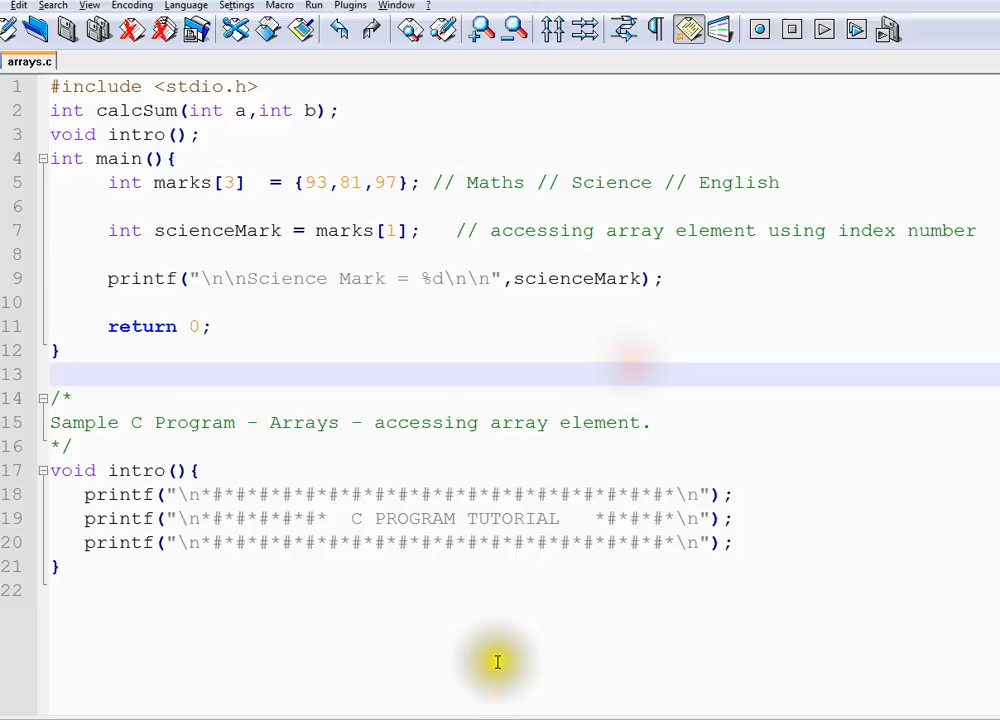 Edit Search View Encoding Language Settings Macro Run Plugins Window ?
arrays.c
1 #include <stdio.h>
2 int calcSum(int a,int b);
3 void intro();
4 int main(){
5 int marks[3] = {93,81,97}; // Maths // Science // English
6
7 int scienceMark = marks[1]; // accessing array element using index number
8
9 printf("\n\nScience Mark = %d\n\n",scienceMark);
10
11 return 0;
12 }
13
14 /*
15 Sample C Program - Arrays - accessing array element.
16 */
17 void intro(){
18 printf("\n*#*#*#*#*#*#*#*#*#*#*#*#*#*#*#*#*#*#*#*#*\n");
19 printf("\n*#*#*#*#*#* C PROGRAM TUTORIAL *#*#*#*\n");
20 printf("\n*#*#*#*#*#*#*#*#*#*#*#*#*#*#*#*#*#*#*#*#*\n");
21 }
22